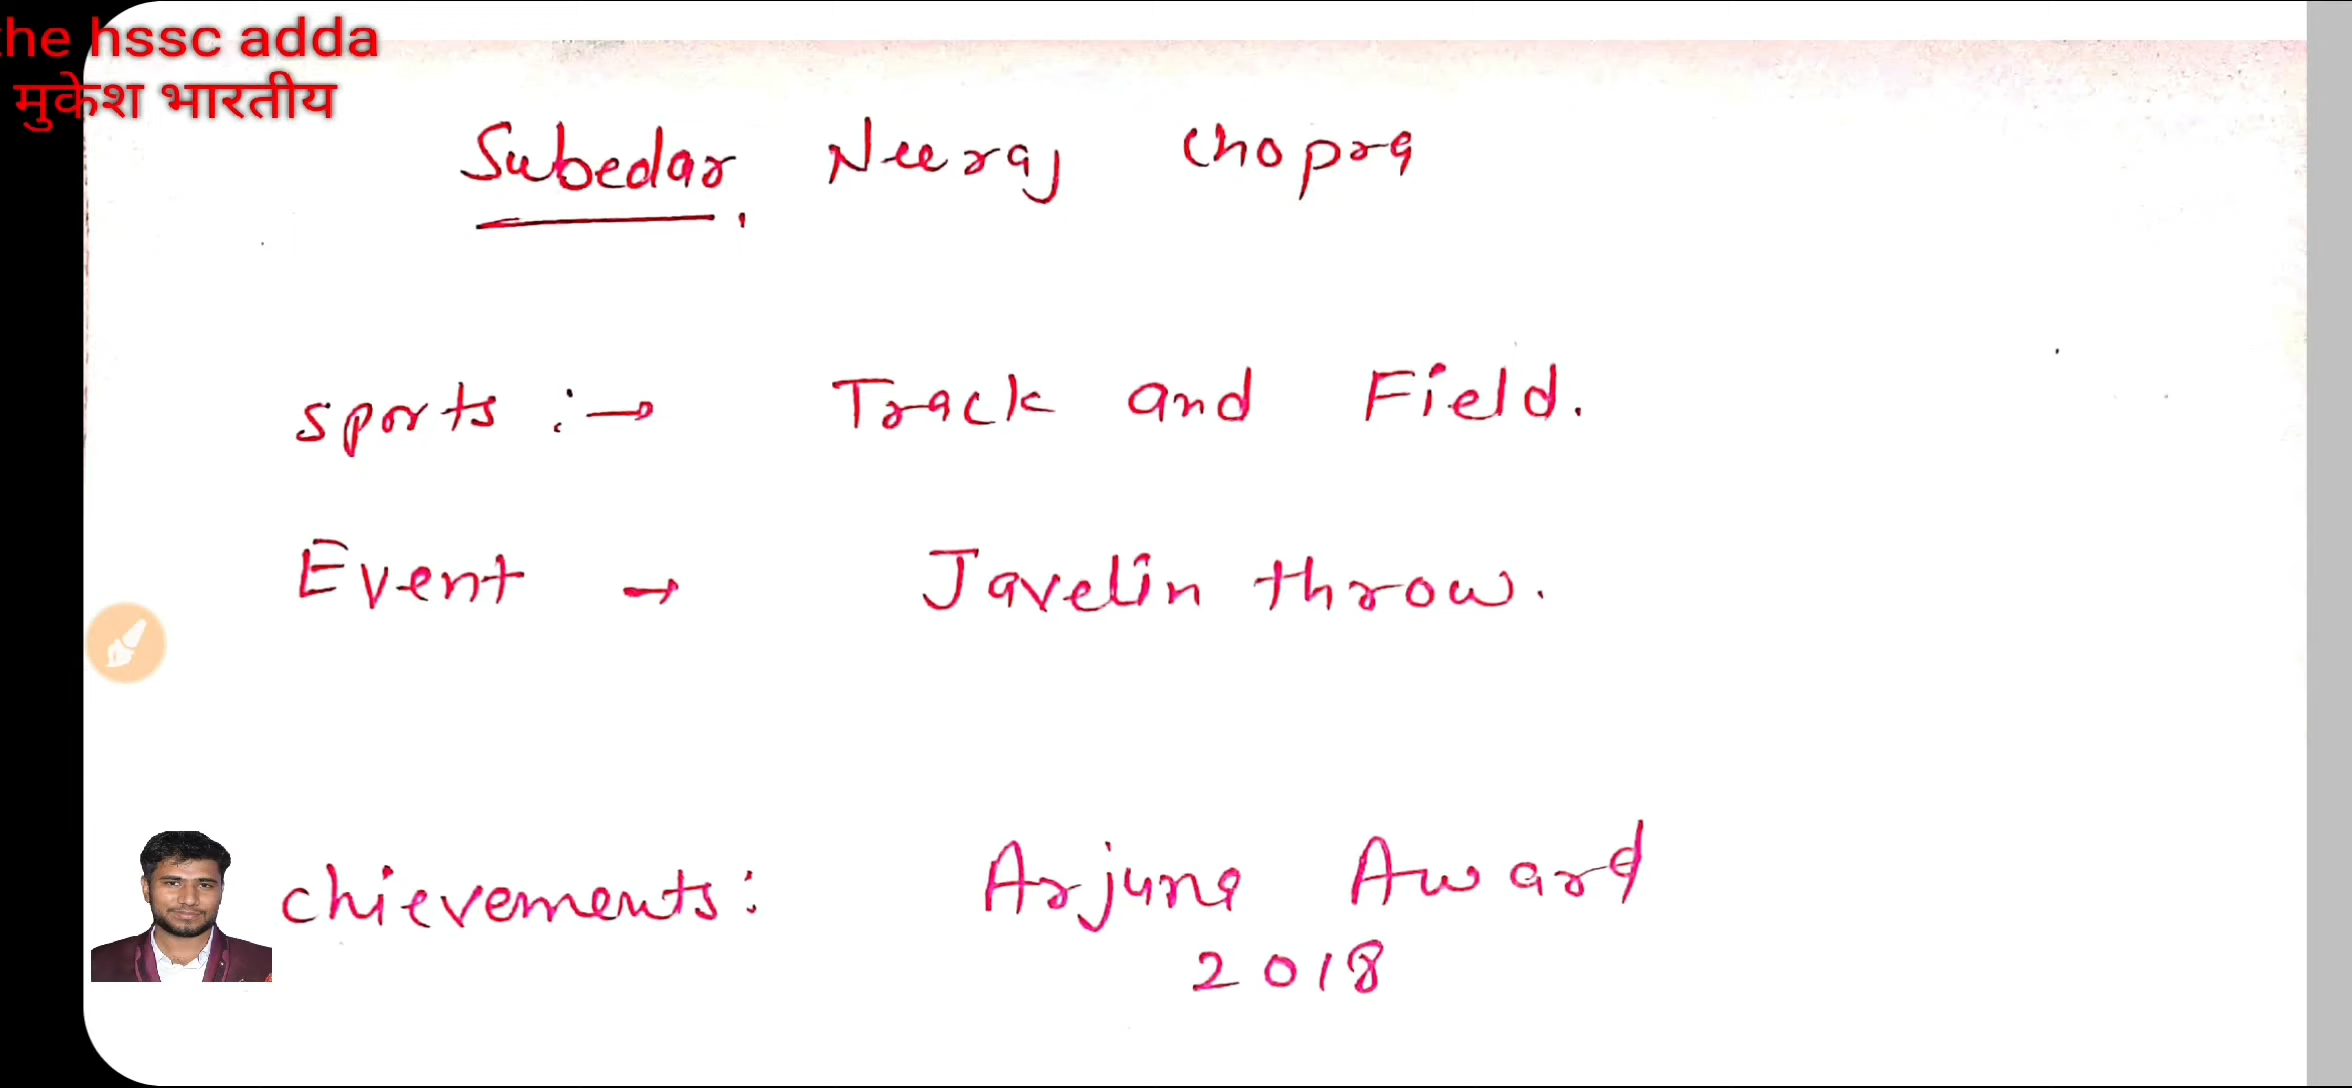 he hssc adda
मुकेश भारतीय
Subedar, Neeraj Chopra
sports :→ Track and Field.
Event → Javelin throw.
chievements: Arjuna Award
2018